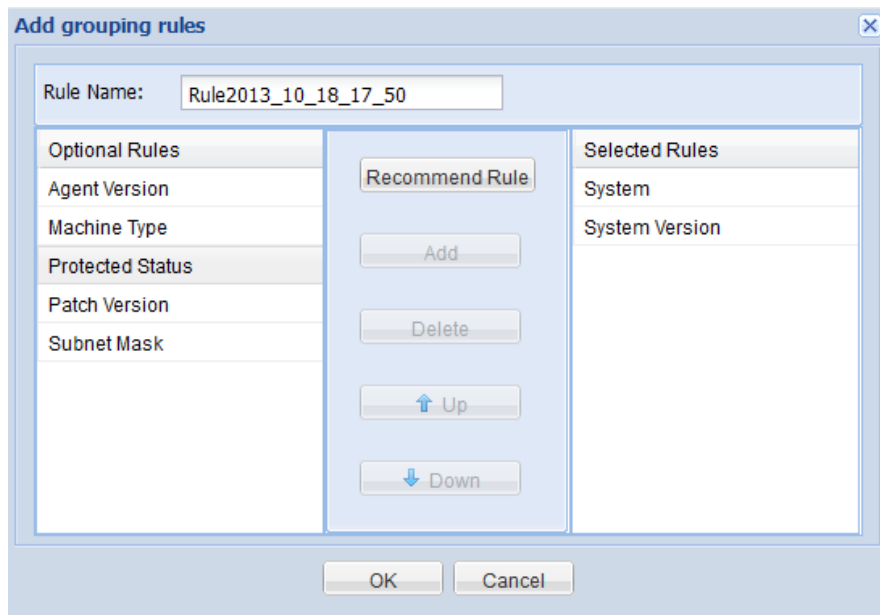 Add grouping rules
Rule Name: Rule2013_10_18_17_50
Optional Rules
Agent Version
Machine Type
Protected Status
Patch Version
Subnet Mask
Recommend Rule
Add
Delete
Up
Down
Selected Rules
System
System Version
OK Cancel